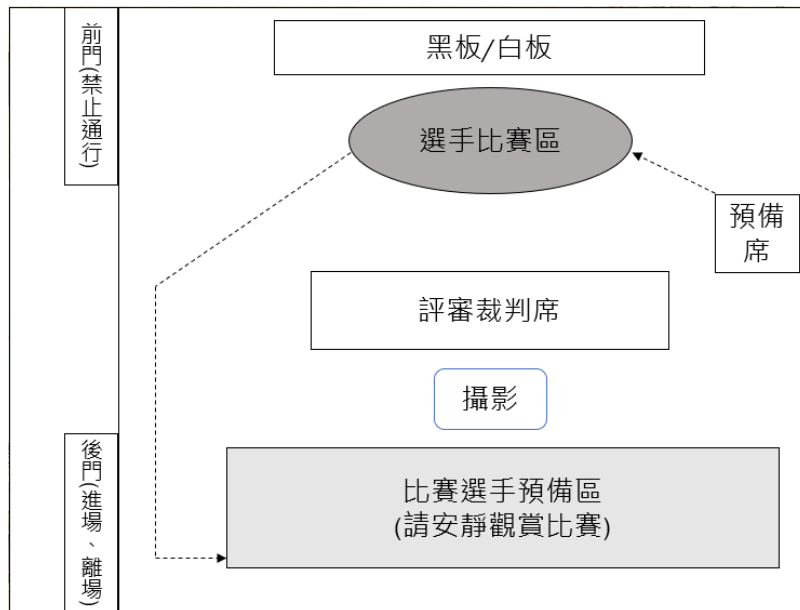 前門(禁止通行)
黑板/白板
選手比賽區
預備
席
評審裁判席
攝影
後門(進場、離場)
比賽選手預備區
(請安靜觀賞比賽)